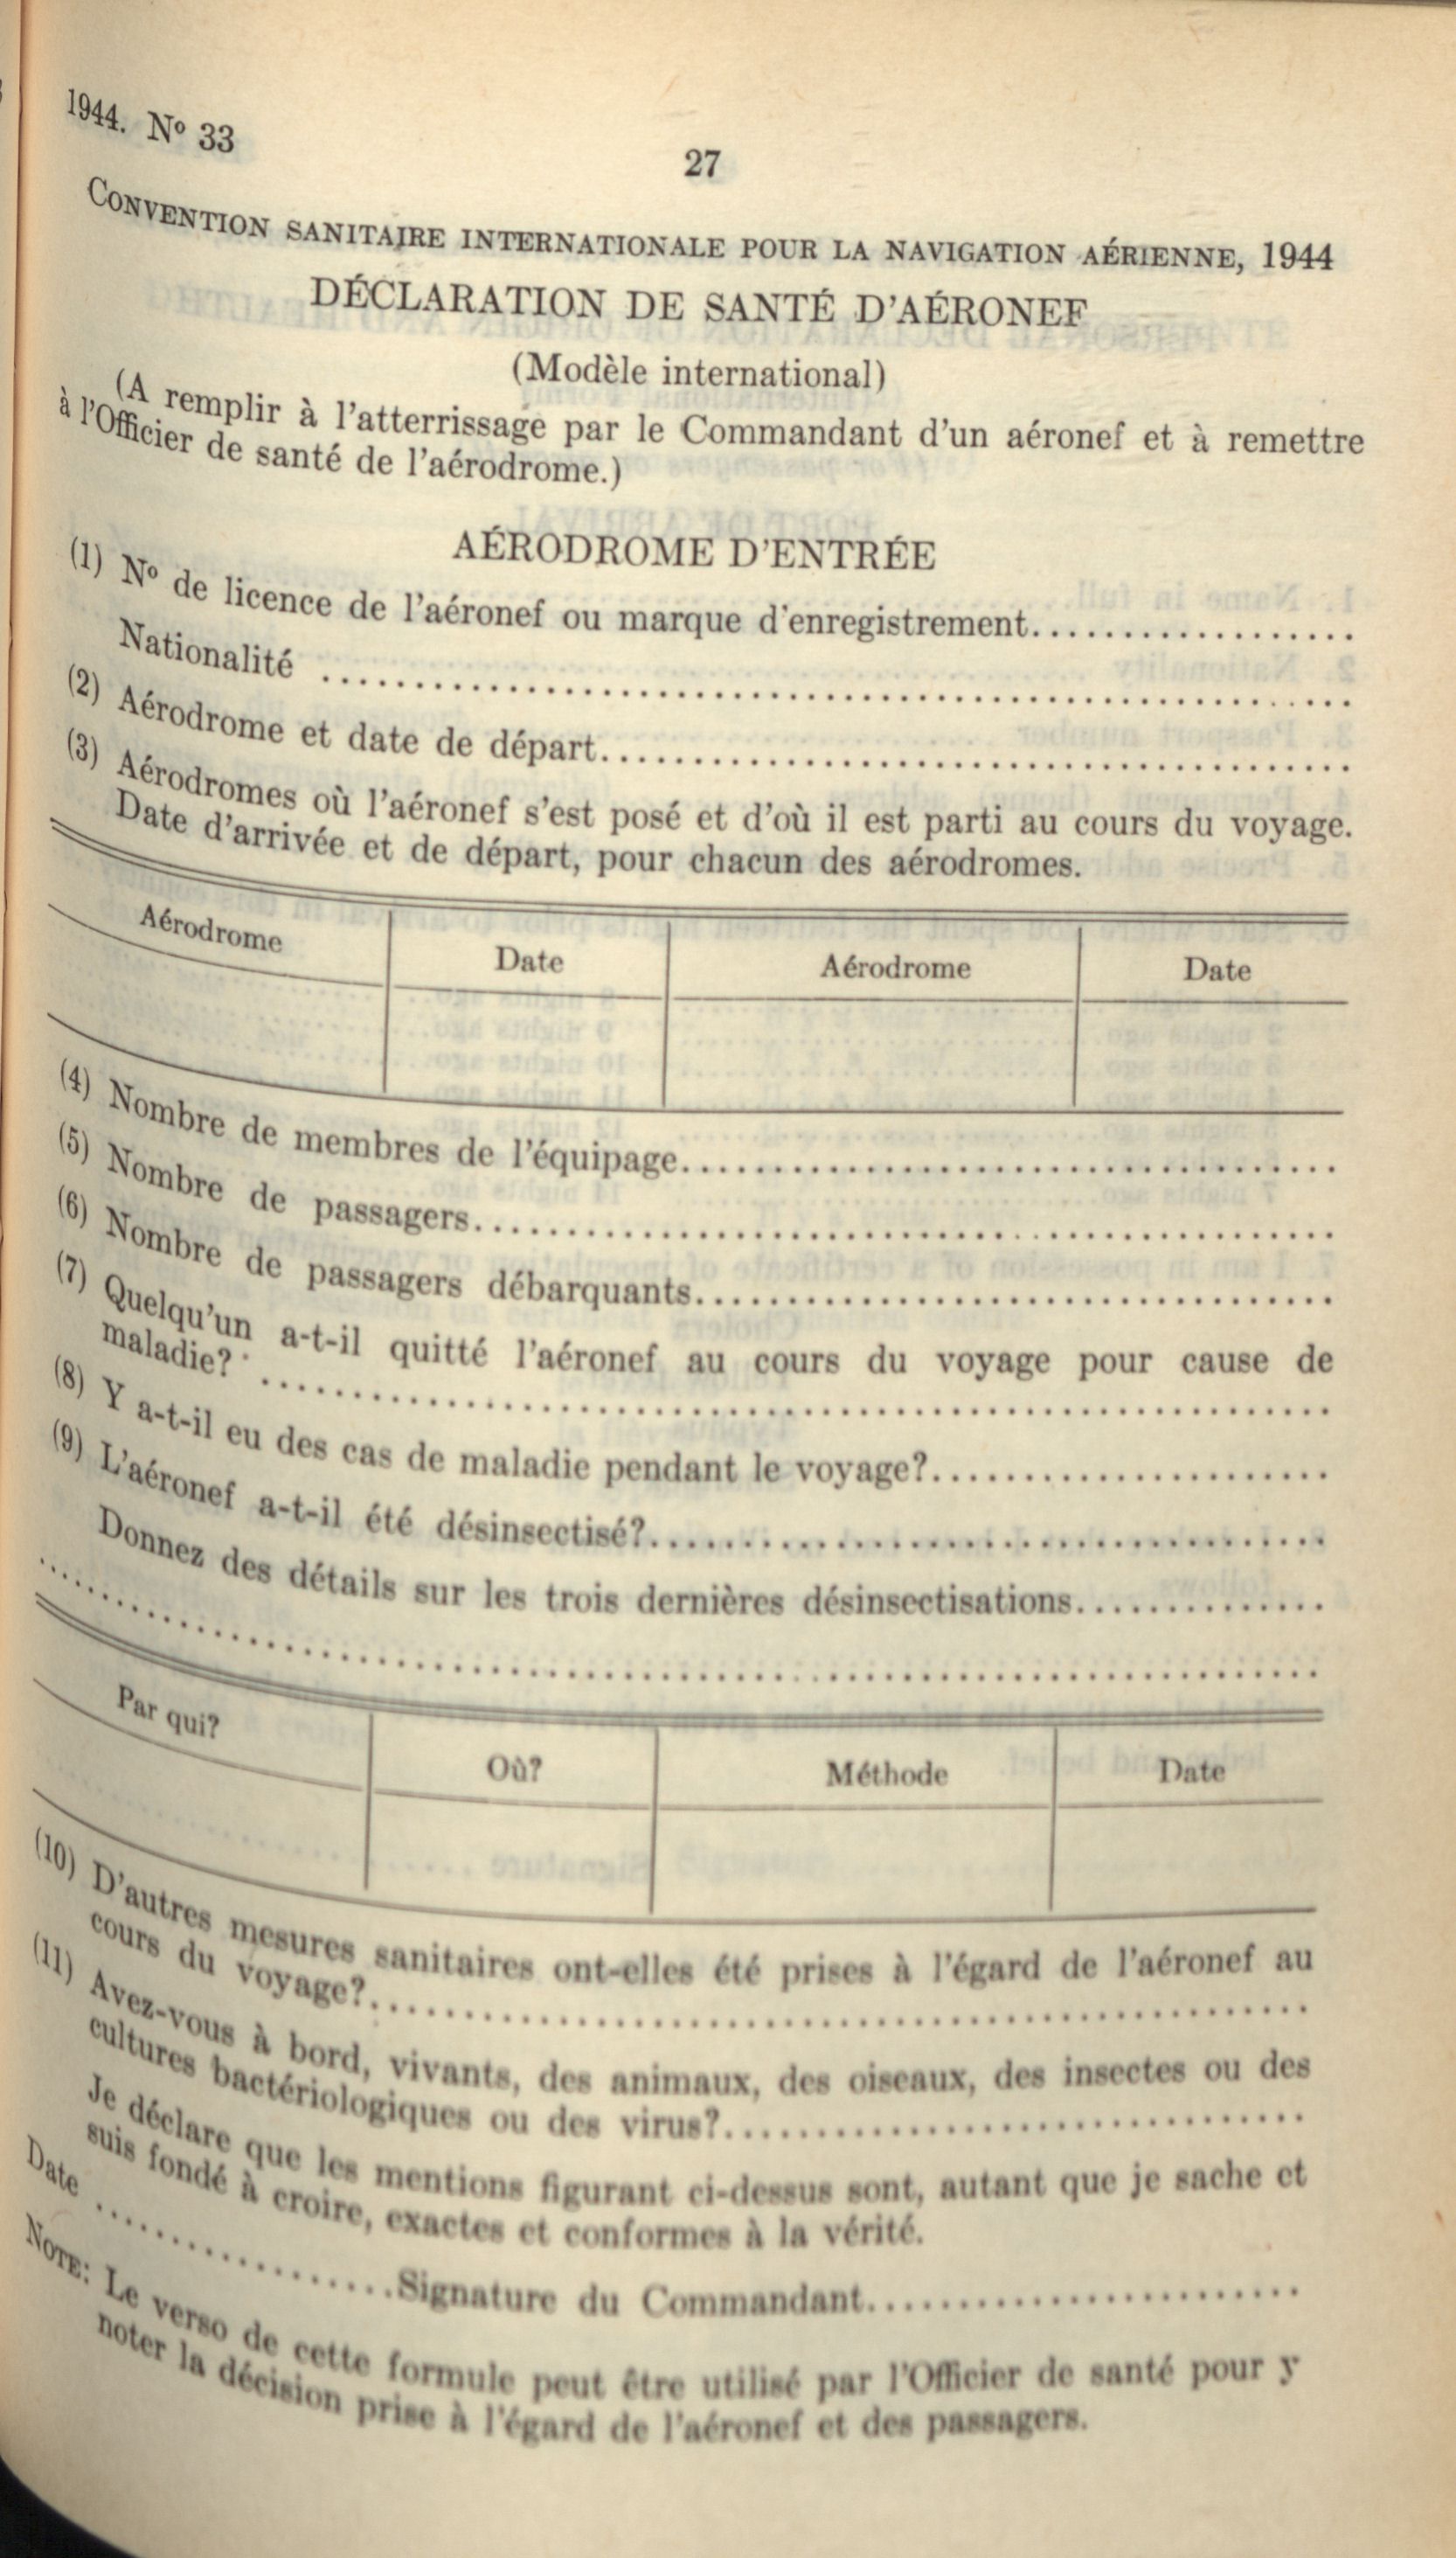 1944. Nº 33
27
CONVENTION SANITAIRE INTERNATIONALE POUR LA NAVIGATION AÉRIENNE, 1944
DÉCLARATION DE SANTÉ D'AÉRONEF
(Modèle international)
(A remplir à l'atterrissage par le Commandant d'un aéronef et à remettre
à l'Officier de santé de l'aérodrome.)
AÉRODROME D'ENTRÉE
(1) Nº de licence de l'aéronef ou marque d'enregistrement..................
Nationalité ..........................................................
(2) Aérodrome et date de départ..........................................
(3) Aérodromes où l'aéronef s'est posé et d'où il est parti au cours du voyage.
Date d'arrivée et de départ, pour chacun des aérodromes.
Aérodrome Date Aérodrome Date
(4) Nombre de membres de l'équipage....................................
(5) Nombre de passagers................................................
(6) Nombre de passagers débarquants...................................
(7) Quelqu'un a-t-il quitté l'aéronef au cours du voyage pour cause de
maladie? ............................................................
(8) Y a-t-il eu des cas de maladie pendant le voyage?......................
(9) L'aéronef a-t-il été désinsectisé?.....................................
Donnez des détails sur les trois dernières désinsectisations..............
........................................................................
Par qui? Où? Méthode Date
(10) D'autres mesures sanitaires ont-elles été prises à l'égard de l'aéronef au
cours du voyage?....................................................
(11) Avez-vous à bord, vivants, des animaux, des oiseaux, des insectes ou des
cultures bactériologiques ou des virus?................................
Je déclare que les mentions figurant ci-dessus sont, autant que je sache et
suis fondé à croire, exactes et conformes à la vérité.
Date .................Signature du Commandant........................
NOTE: Le verso de cette formule peut être utilisé par l'Officier de santé pour y
noter la décision prise à l'égard de l'aéronef et des passagers.